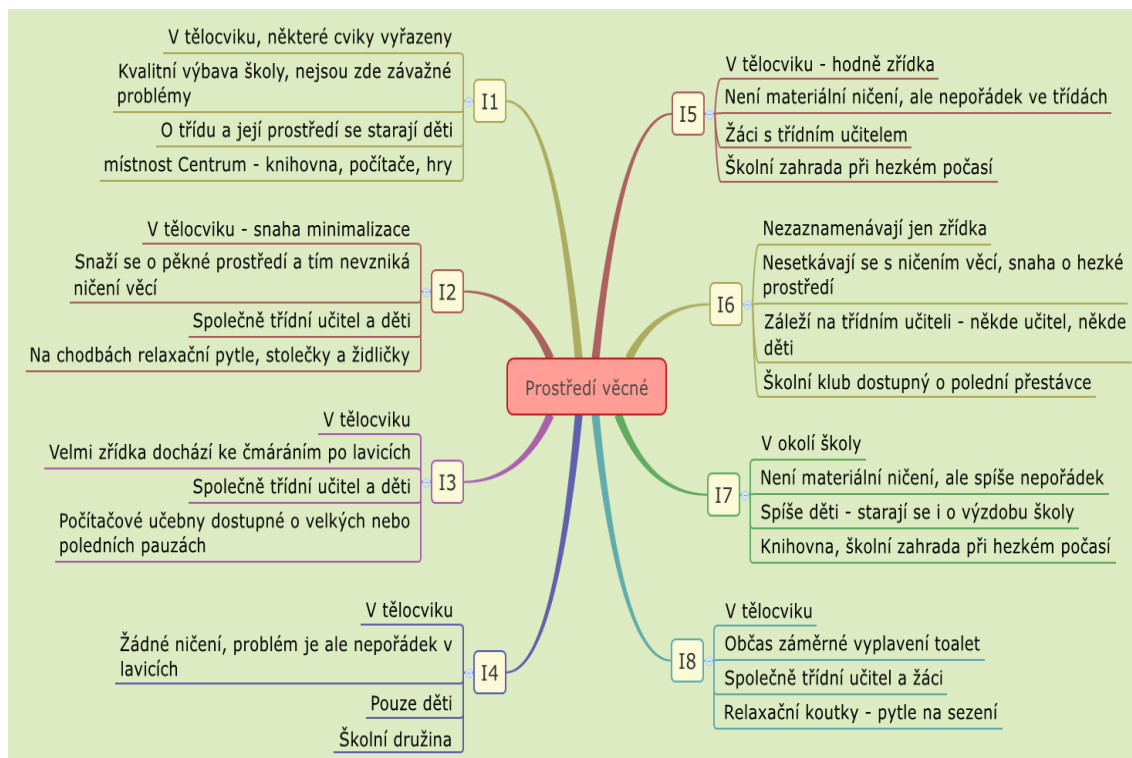 V tělocviku, některé cviky vyřazeny
Kvalitní výbava školy, nejsou zde závažné
problémy
O třídu a její prostředí se starají děti
místnost Centrum - knihovna, počítače, hry
I1
V tělocviku - snaha minimalizace
Snaží se o pěkné prostředí a tím nevzniká
ničení věcí
Společně třídní učitel a děti
Na chodbách relaxační pytle, stolečky a židličky
I2
V tělocviku
Velmi zřídka dochází ke čmáráním po lavicích
Společně třídní učitel a děti
Počítačové učebny dostupné o velkých nebo
poledních pauzách
I3
V tělocviku
Žádné ničení, problém je ale nepořádek v
lavicích
Pouze děti
Školní družina
I4
Prostředí věcné
I5
V tělocviku - hodně zřídka
Není materiální ničení, ale nepořádek ve třídách
Žáci s třídním učitelem
Školní zahrada při hezkém počasí
I6
Nezaznamenávají jen zřídka
Nesetkávají se s ničením věcí, snaha o hezké
prostředí
Záleží na třídním učiteli - někde učitel, někde
děti
Školní klub dostupný o polední přestávce
I7
V okolí školy
Není materiální ničení, ale spíše nepořádek
Spíše děti - starají se i o výzdobu školy
Knihovna, školní zahrada při hezkém počasí
I8
V tělocviku
Občas záměrné vyplavení toalet
Společně třídní učitel a žáci
Relaxační koutky - pytle na sezení